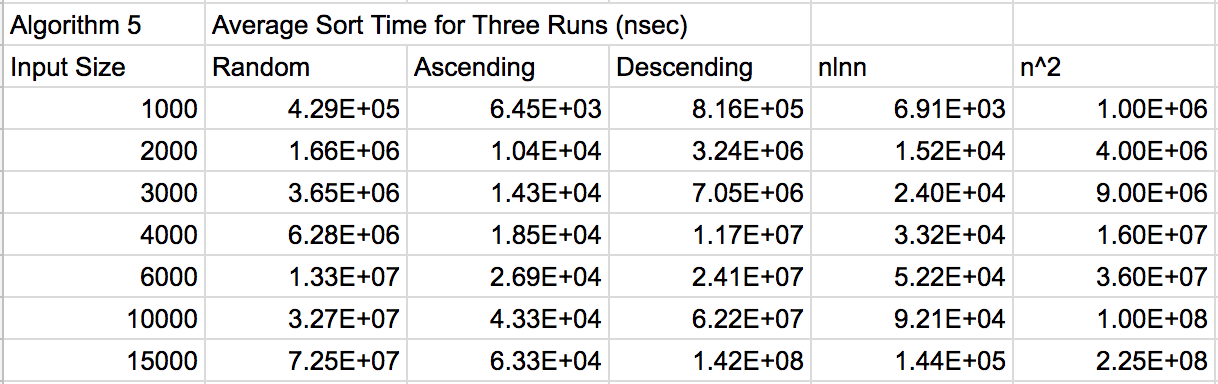 Algorithm 5 Average Sort Time for Three Runs (nsec)
Input Size Random Ascending Descending nlnn n^2
1000 4.29E+05 6.45E+03 8.16E+05 6.91E+03 1.00E+06
2000 1.66E+06 1.04E+04 3.24E+06 1.52E+04 4.00E+06
3000 3.65E+06 1.43E+04 7.05E+06 2.40E+04 9.00E+06
4000 6.28E+06 1.85E+04 1.17E+07 3.32E+04 1.60E+07
6000 1.33E+07 2.69E+04 2.41E+07 5.22E+04 3.60E+07
10000 3.27E+07 4.33E+04 6.22E+07 9.21E+04 1.00E+08
15000 7.25E+07 6.33E+04 1.42E+08 1.44E+05 2.25E+08